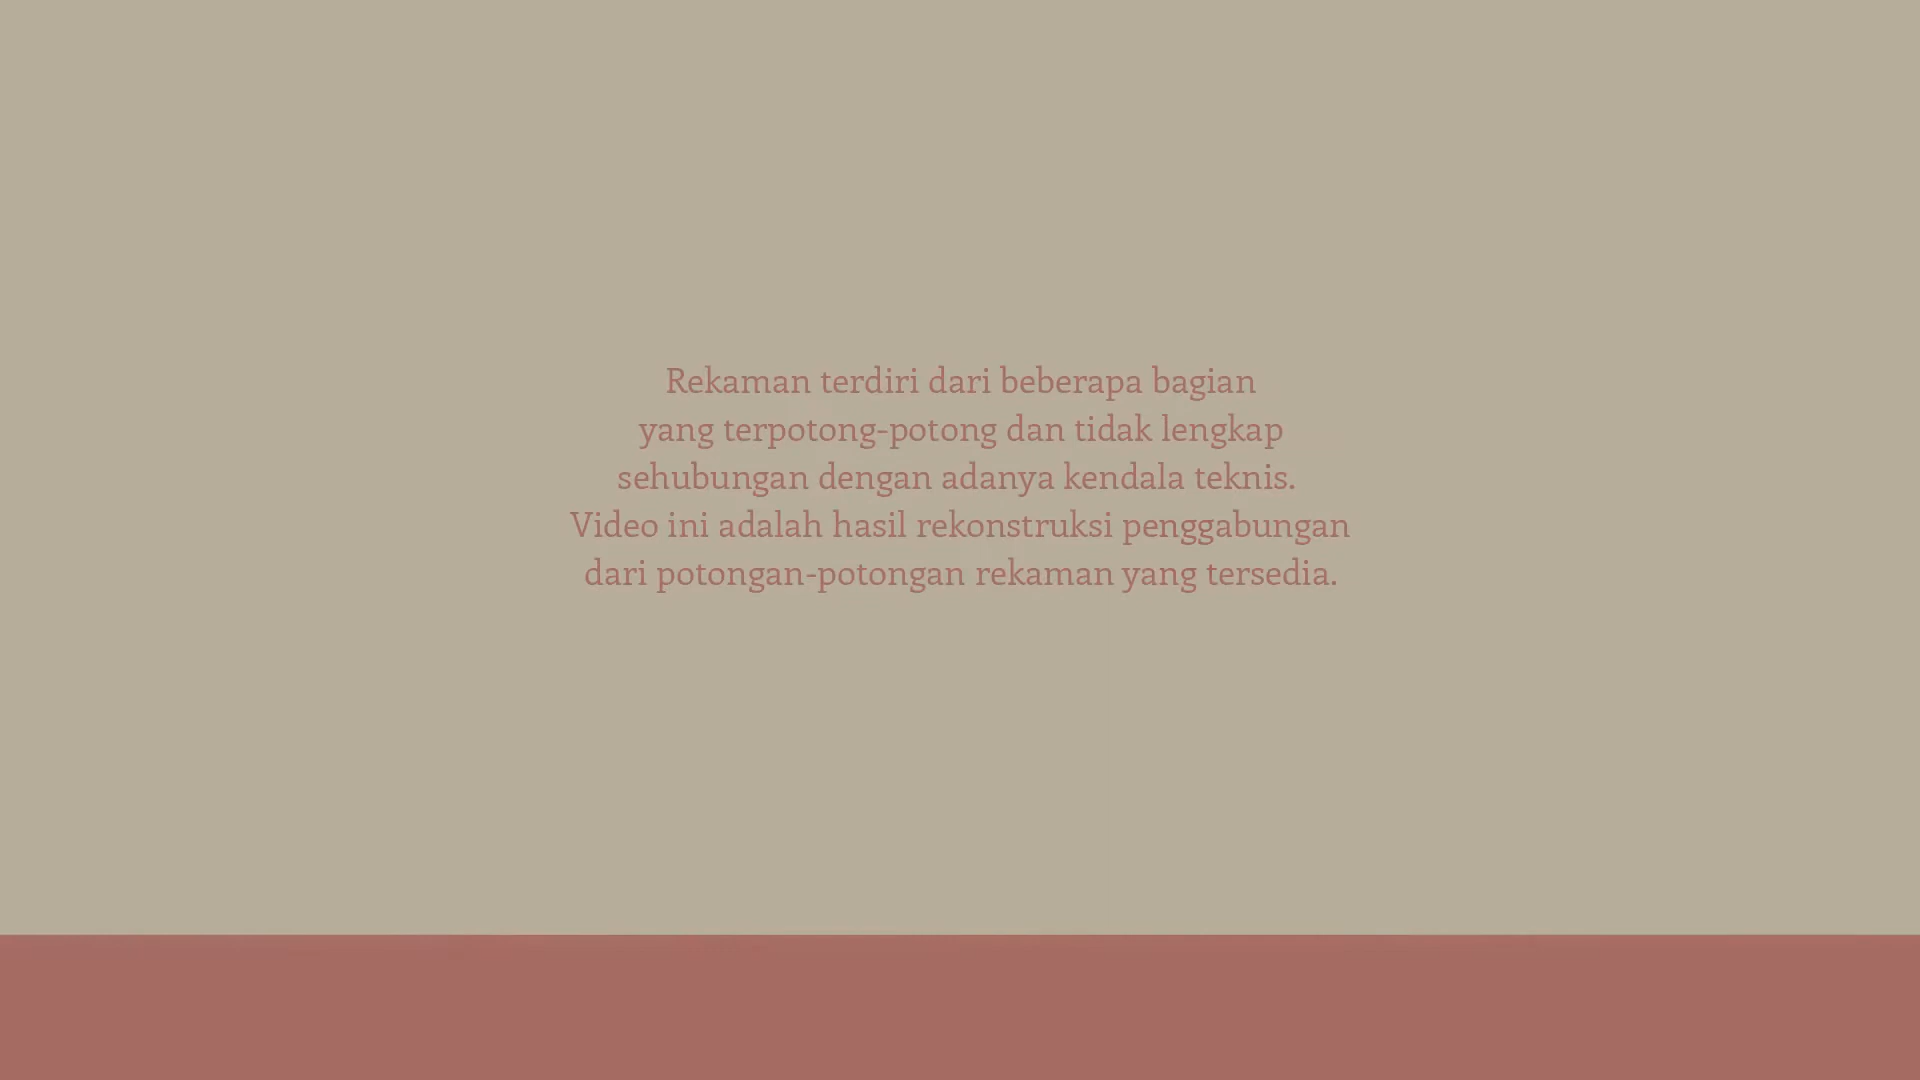 Rekaman terdiri dari beberapa bagian
yang terpotong-potong dan tidak lengkap
sehubungan dengan adanya kendala teknis.
Video ini adalah hasil rekonstruksi penggabungan
dari potongan-potongan rekaman yang tersedia.